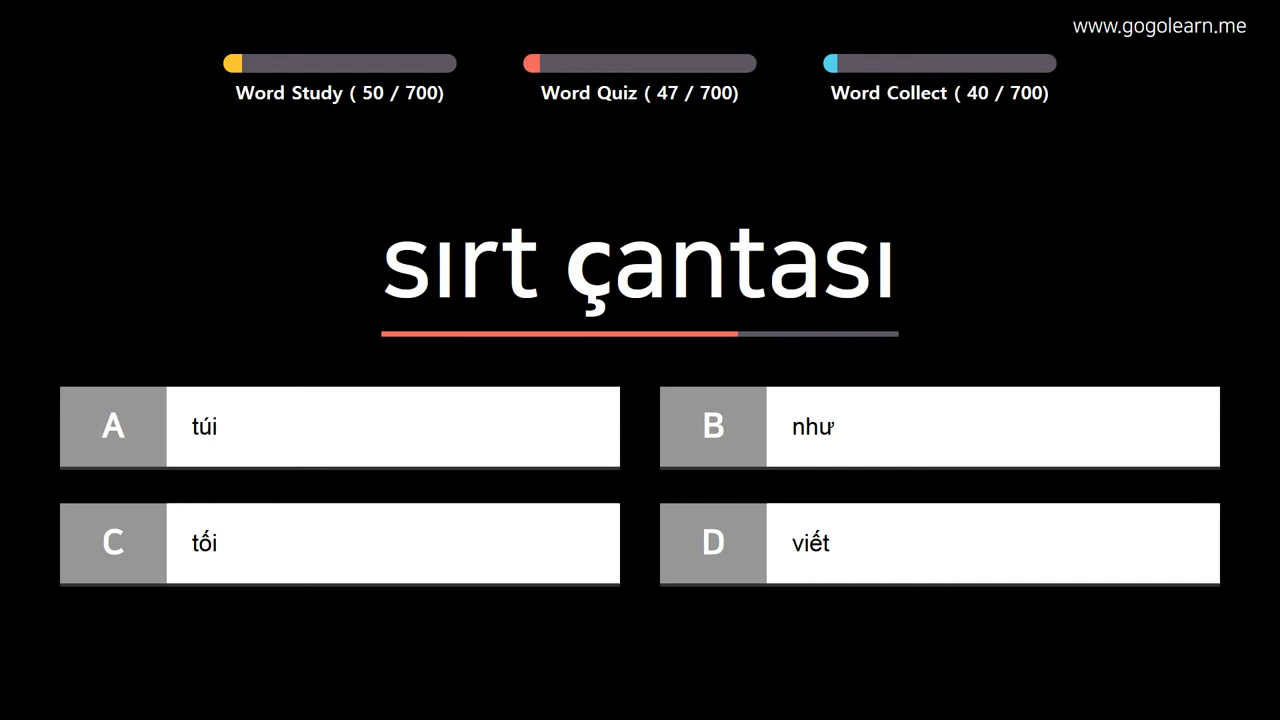 www.gogolearn.me
Word Study ( 50 / 700)
Word Quiz ( 47 / 700)
Word Collect ( 40 / 700)
sırt çantası
A túi
B như
C tối
D viết